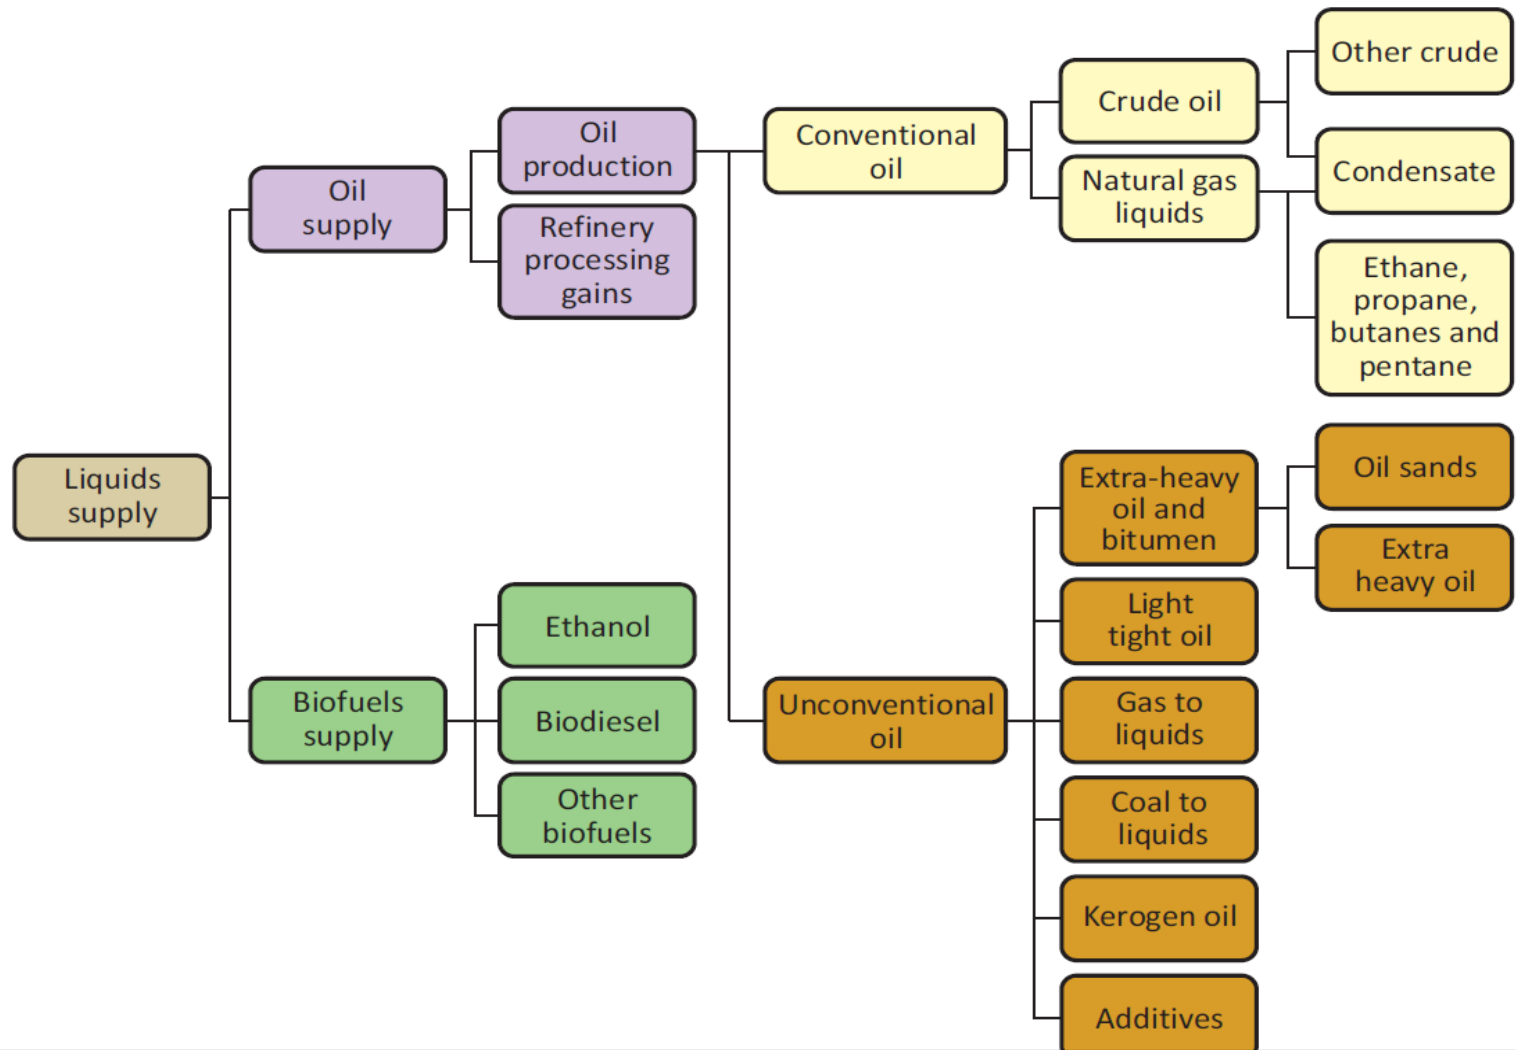 Liquids
supply
Oil
supply
Biofuels
supply
Oil
production
Refinery
processing
gains
Ethanol
Biodiesel
Other
biofuels
Conventional
oil
Unconventional
oil
Crude oil
Natural gas
liquids
Extra-heavy
oil and
bitumen
Light
tight oil
Gas to
liquids
Coal to
liquids
Kerogen oil
Additives
Other crude
Condensate
Ethane,
propane,
butanes and
pentane
Oil sands
Extra
heavy oil